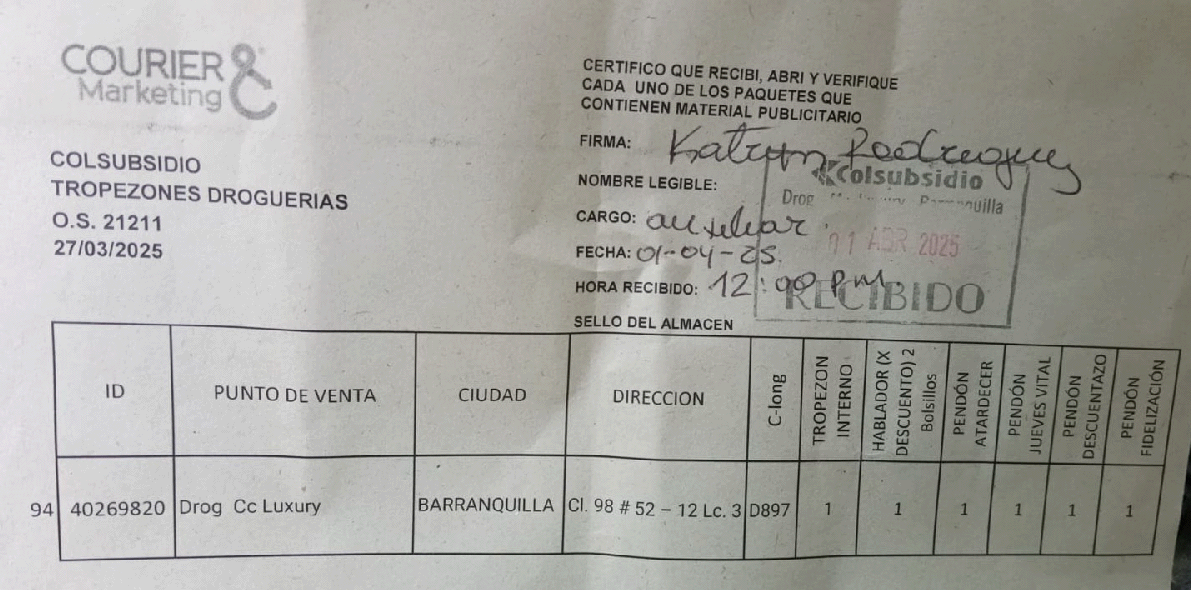 COURIER &
Marketing
COLSUBSIDIO
TROPEZONES DROGUERIAS
O.S. 21211
27/03/2025
CERTIFICO QUE RECIBI, ABRI Y VERIFIQUE
CADA UNO DE LOS PAQUETES QUE
CONTIENEN MATERIAL PUBLICITARIO
FIRMA: Katryn Rodriguez
NOMBRE LEGIBLE:
CARGO: auxiliar
FECHA: 01-04-25.
HORA RECIBIDO: 12:00 p m.
SELLO DEL ALMACEN
Colsubsidio
Drog
01 ABR 2025
RECIBIDO
ID PUNTO DE VENTA CIUDAD DIRECCION C-long TROPEZON INTERNO HABLADOR (X DESCUENTO) 2 Bolsillos PENDÓN ATARDECER PENDÓN JUEVES VITAL PENDÓN DESCUENTAZO PENDÓN FIDELIZACIÓN
94 40269820 Drog Cc Luxury BARRANQUILLA Cl. 98 # 52 – 12 Lc. 3 D897 1 1 1 1 1 1